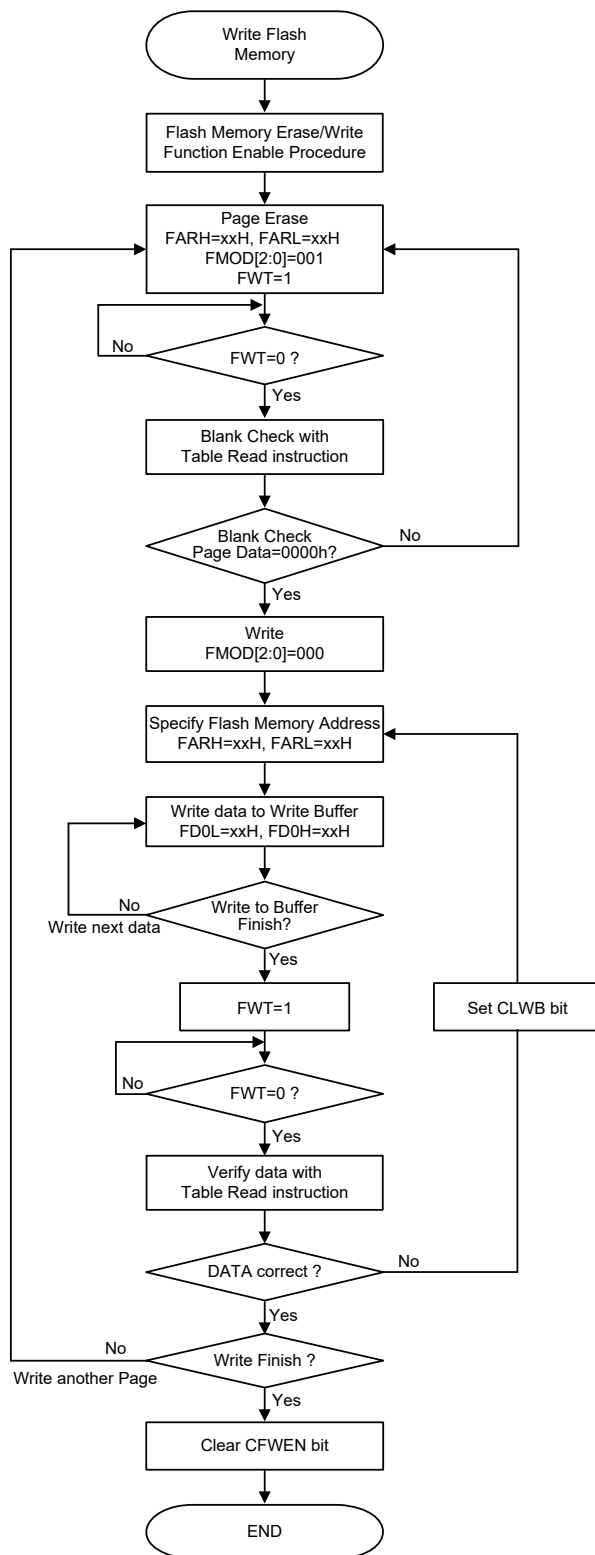 Write Flash
Memory
Flash Memory Erase/Write
Function Enable Procedure
Page Erase
FARH=xxH, FARL=xxH
FMOD[2:0]=001
FWT=1
No
FWT=0 ?
Yes
Blank Check with
Table Read instruction
Blank Check
Page Data=0000h?
No
Yes
Write
FMOD[2:0]=000
Specify Flash Memory Address
FARH=xxH, FARL=xxH
Write data to Write Buffer
FD0L=xxH, FD0H=xxH
No
Write next data
Write to Buffer
Finish?
Yes
FWT=1
Set CLWB bit
No
FWT=0 ?
Yes
Verify data with
Table Read instruction
DATA correct ?
No
Yes
No
Write another Page
Write Finish ?
Yes
Clear CFWEN bit
END